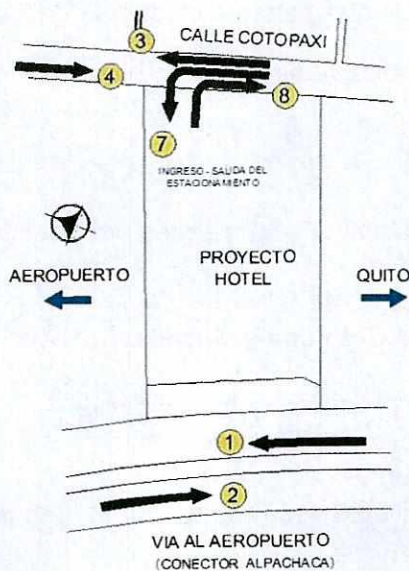 3
CALLE COTOPAXI
4
8
7
INGRESO - SALIDA DEL
ESTACIONAMIENTO
AEROPUERTO
PROYECTO
HOTEL
QUITO
1
2
VIA AL AEROPUERTO
(CONECTOR ALPACHACA)